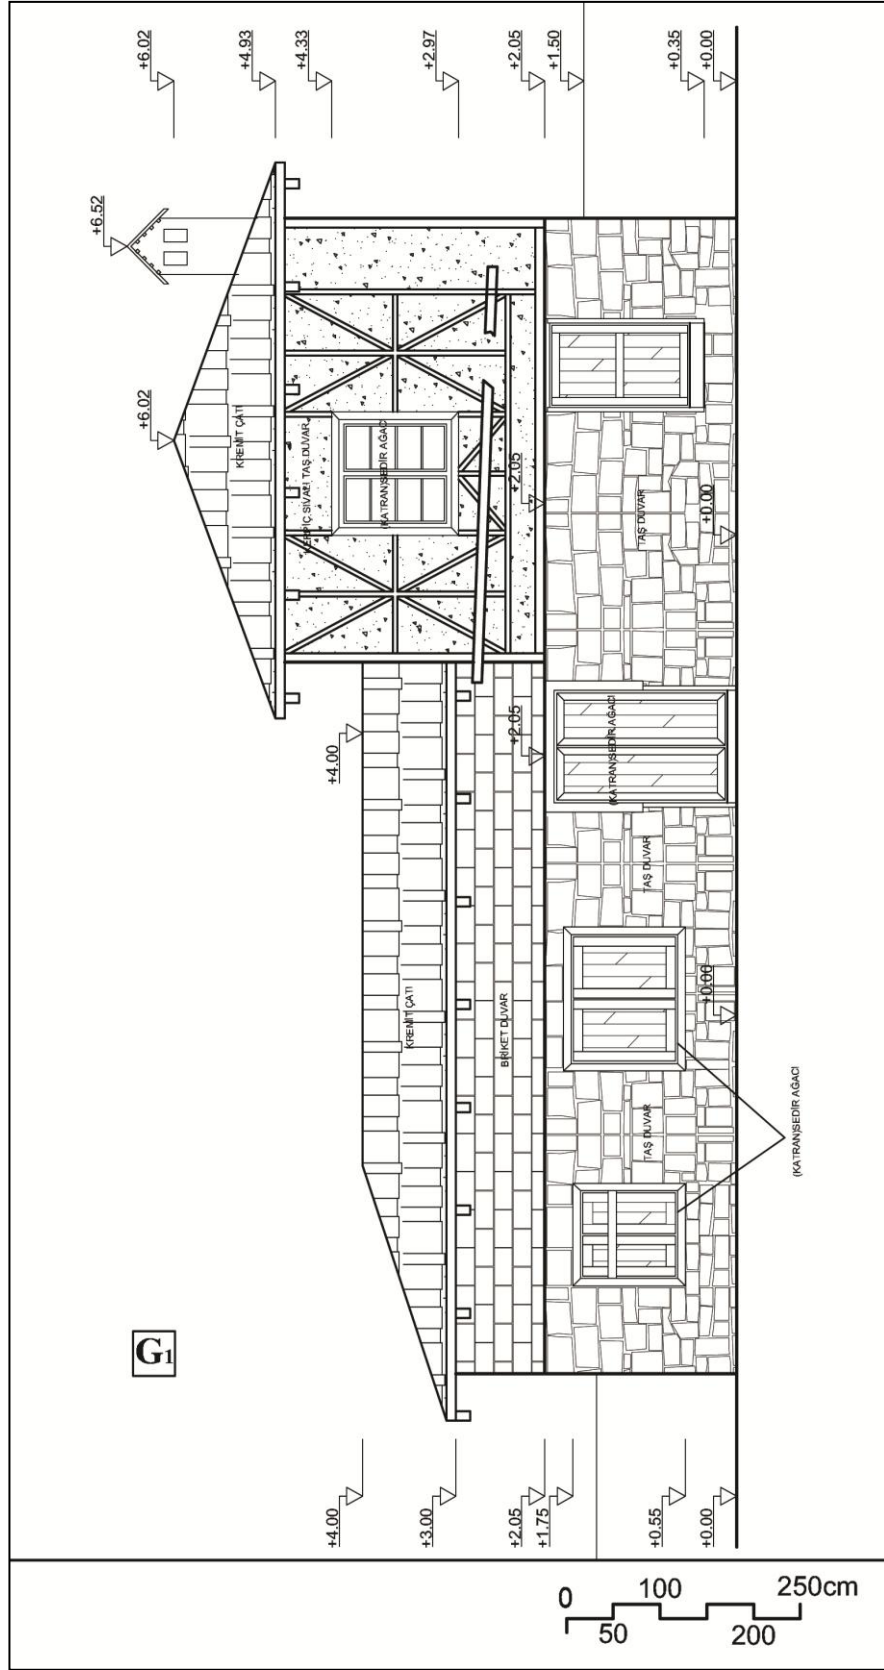 +6.02
+4.93
+4.33
+2.97
+2.05
+1.50
+0.35
+0.00
+6.52
+6.02
KREMİT ÇATI
KERPİÇ SIVALI TAŞ DUVAR
(KATRAN)SEDİR AĞACI
+2.05
TAŞ DUVAR
+0.00
+4.00
+2.05
(KATRAN)SEDİR AĞACI
KREMİT ÇATI
BRİKET DUVAR
TAŞ DUVAR
+0.00
TAŞ DUVAR
(KATRAN)SEDİR AĞACI
G1
+4.00
+3.00
+2.05
+1.75
+0.55
+0.00
0 100 250cm
50 200